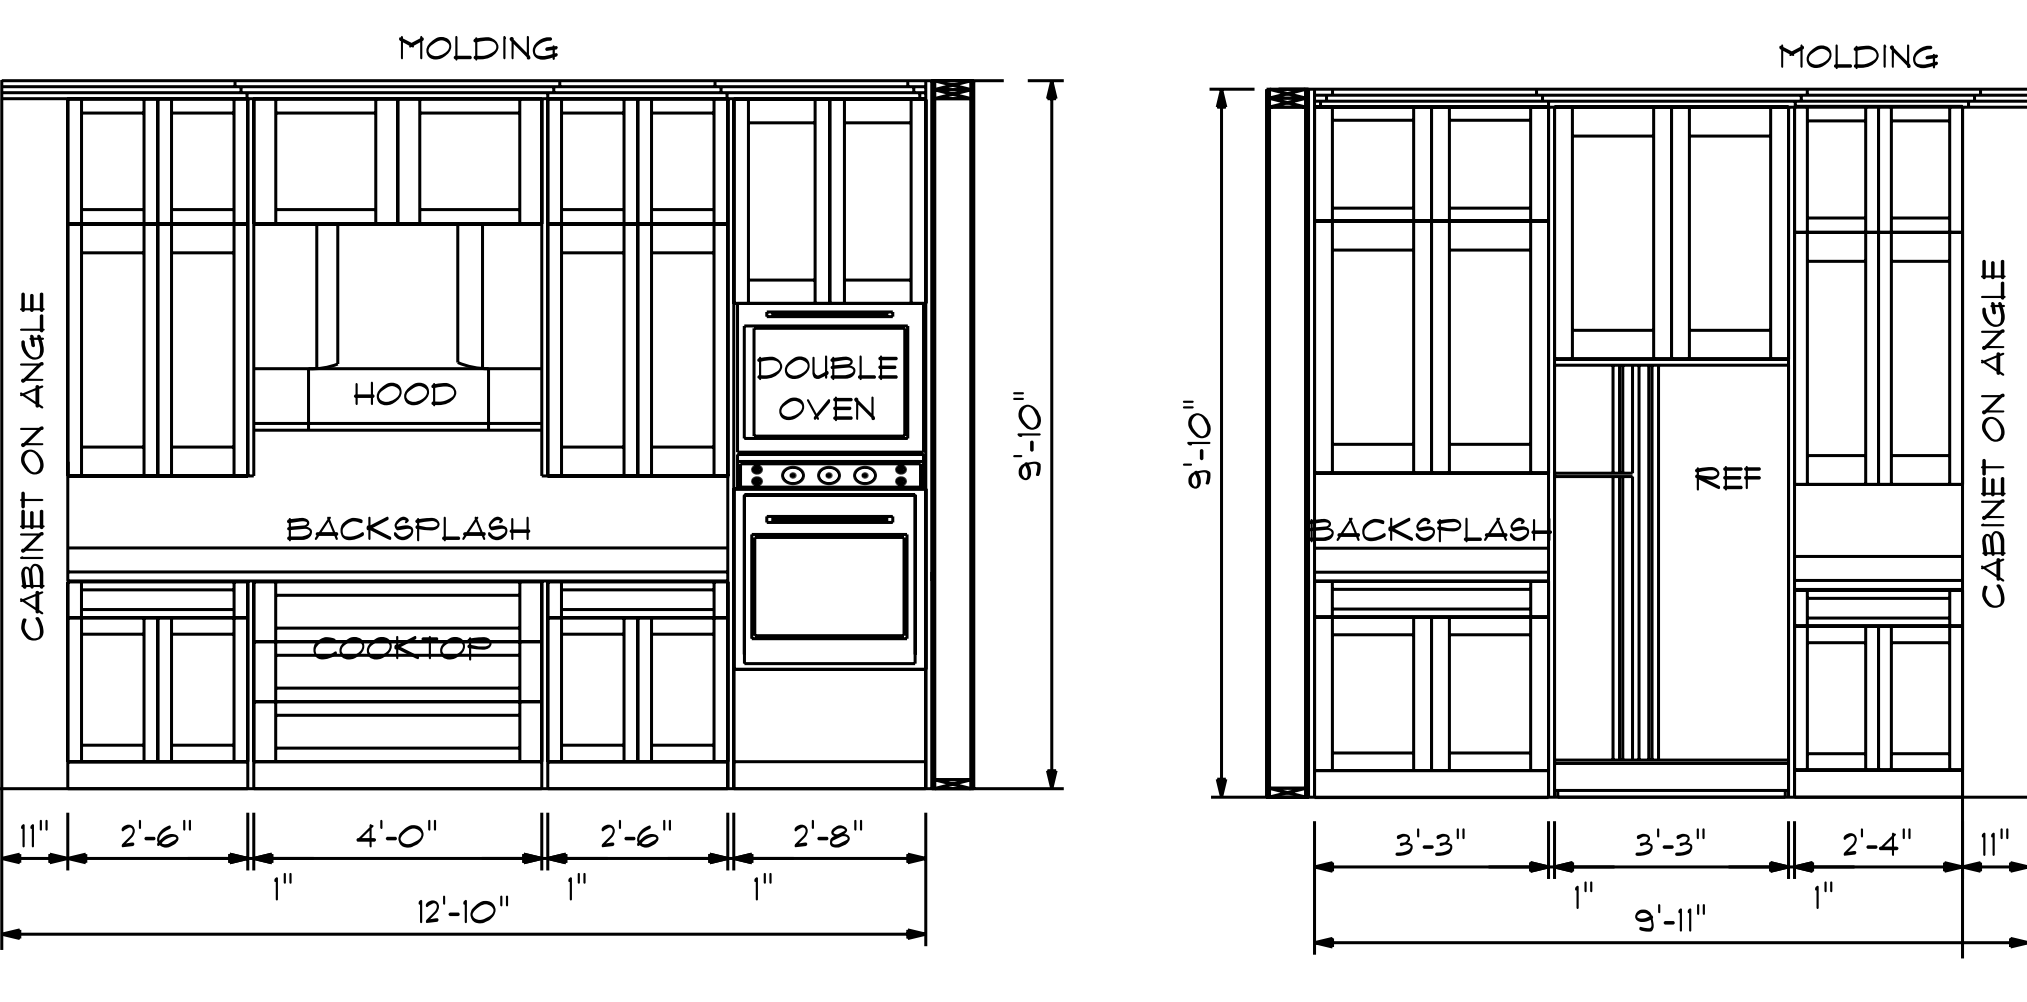 MOLDING
CABINET ON ANGLE
HOOD
DOUBLE
OVEN
BACKSPLASH
COOKTOP
9'-10"
11"
2'-6"
4'-0"
2'-6"
2'-8"
1"
1"
1"
12'-10"
MOLDING
9'-10"
BACKSPLASH
REF
CABINET ON ANGLE
3'-3"
3'-3"
2'-4"
11"
1"
1"
9'-11"